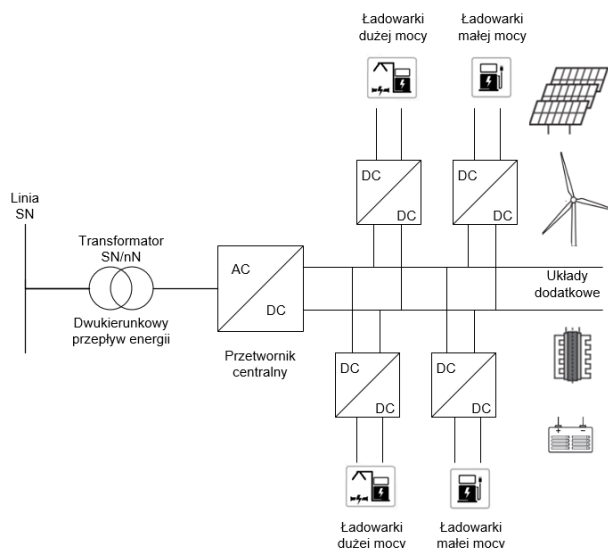 Ładowarki
dużej mocy
Ładowarki
małej mocy
DC
DC
DC
DC
Linia
SN
Transformator
SN/nN
Dwukierunkowy
przepływ energii
AC
DC
Przetwornik
centralny
Układy
dodatkowe
DC
DC
DC
DC
+
−
Ładowarki
dużej mocy
Ładowarki
małej mocy